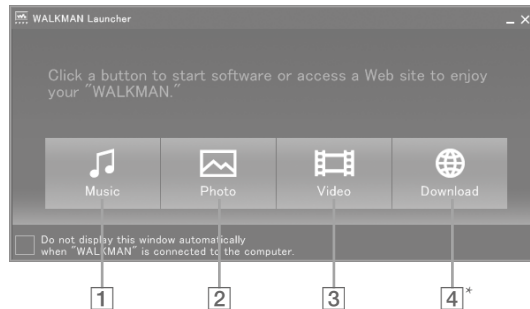 WALKMAN Launcher
Click a button to start software or access a Web site to enjoy
your "WALKMAN."
Music Photo Video Download
Do not display this window automatically
when "WALKMAN" is connected to the computer.
1 2 3 4*